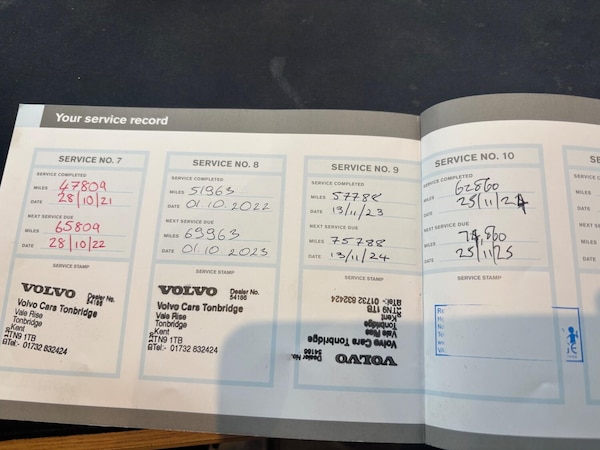 Your service record
SERVICE NO. 7
SERVICE COMPLETED
MILES 47809
DATE 28/10/21
NEXT SERVICE DUE
MILES 65809
DATE 28/10/22
SERVICE STAMP
VOLVO Dealer No. 54186
Volvo Cars Tonbridge
Vale Rise
Tonbridge
Kent
TN9 1TB
Tel:- 01732 832424
SERVICE NO. 8
SERVICE COMPLETED
MILES 51963
DATE 01.10.2022
NEXT SERVICE DUE
MILES 69963
DATE 01.10.2023
SERVICE STAMP
VOLVO Dealer No. 54186
Volvo Cars Tonbridge
Vale Rise
Tonbridge
Kent
TN9 1TB
Tel:- 01732 832424
SERVICE NO. 9
SERVICE COMPLETED
MILES 57788
DATE 13/11/23
NEXT SERVICE DUE
MILES 75788
DATE 13/11/24
SERVICE STAMP
VOLVO Dealer No. 54186
Volvo Cars Tonbridge
Vale Rise
Tonbridge
Kent
TN9 1TB
Tel:- 01732 832424
SERVICE NO. 10
SERVICE COMPLETED
MILES 62860
DATE 25/11/24
NEXT SERVICE DUE
MILES
DATE 25/11/25
SERVICE STAMP